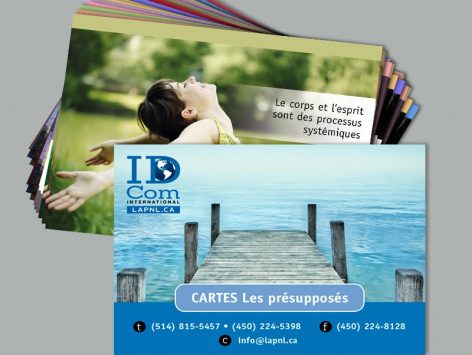 Le corps et l'esprit
sont des processus
systémiques
ID
Com
INTERNATIONAL
LAPNL.CA
CARTES Les présupposés
t (514) 815-5457 • (450) 224-5398 f (450) 224-8128
c info@lapnl.ca